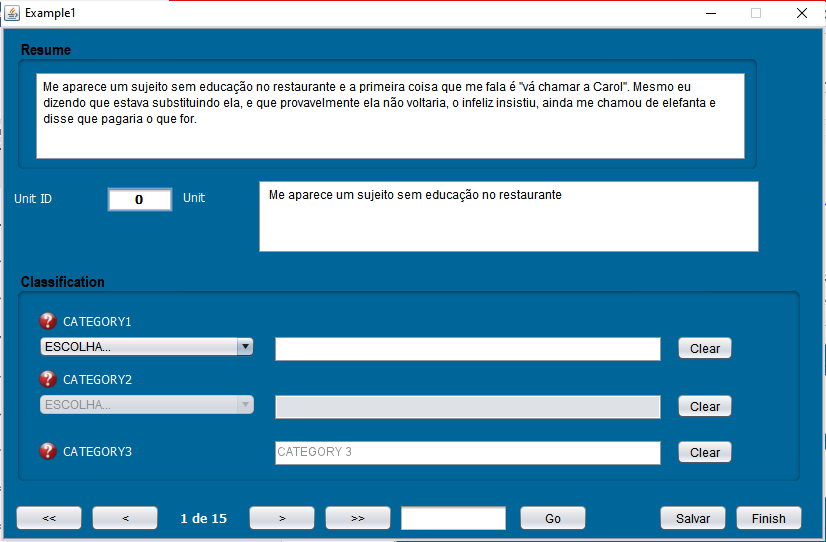 Example1
Resume
Me aparece um sujeito sem educação no restaurante e a primeira coisa que me fala é "vá chamar a Carol". Mesmo eu
dizendo que estava substituindo ela, e que provavelmente ela não voltaria, o infeliz insistiu, ainda me chamou de elefanta e
disse que pagaria o que for.
Unit ID
0
Unit
Me aparece um sujeito sem educação no restaurante
Classification
? CATEGORY1
ESCOLHA...
Clear
? CATEGORY2
ESCOLHA...
Clear
? CATEGORY3
CATEGORY 3
Clear
<<
<
1 de 15
>
>>
Go
Salvar
Finish